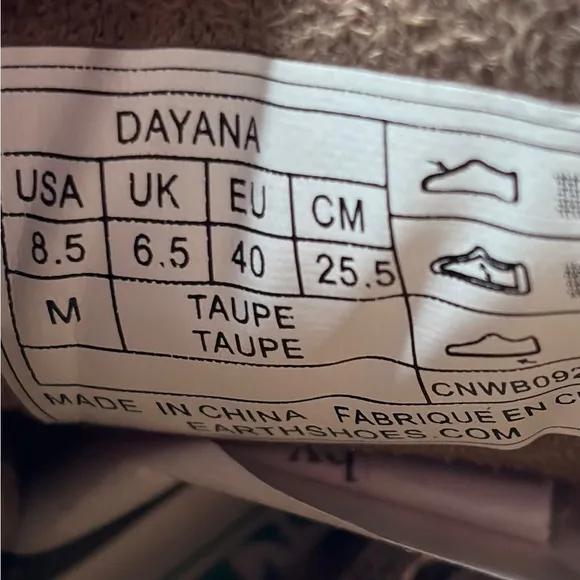 DAYANA
USA UK EU CM
8.5 6.5 40 25.5
M TAUPE
TAUPE
CNWB092
MADE IN CHINA FABRIQUÉ EN
EARTHSHOES.COM
by